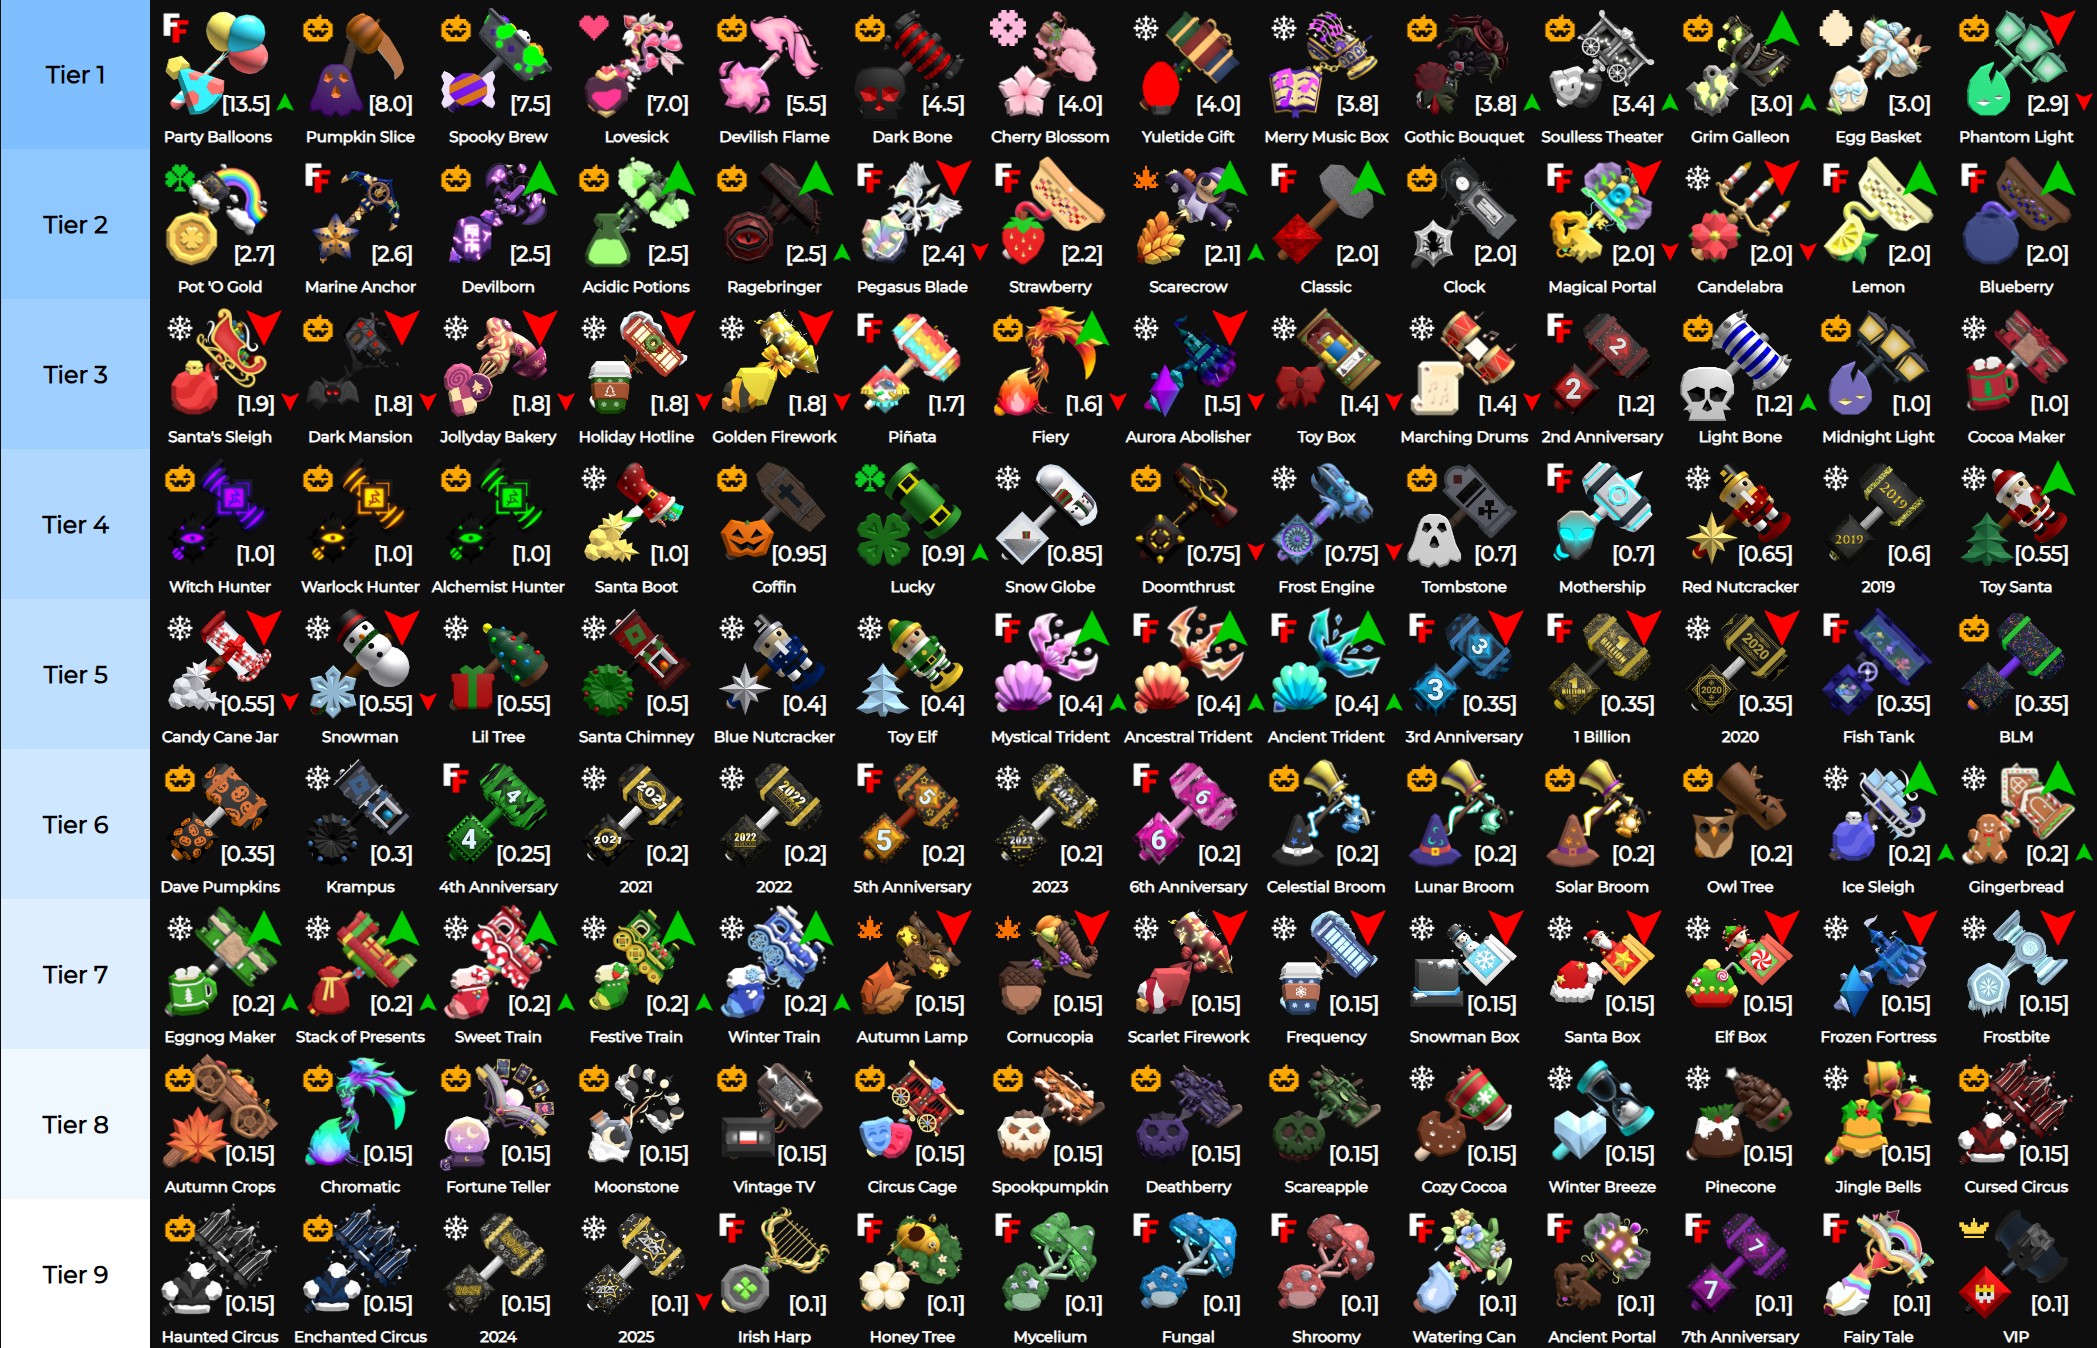 Tier 1
[13.5] [8.0] [7.5] [7.0] [5.5] [4.5] [4.0] [4.0] [3.8] [3.8] [3.4] [3.0] [3.0] [2.9]
Party Balloons Pumpkin Slice Spooky Brew Lovesick Devilish Flame Dark Bone Cherry Blossom Yuletide Gift Merry Music Box Gothic Bouquet Soulless Theater Grim Galleon Egg Basket Phantom Light
Tier 2
[2.7] [2.6] [2.5] [2.5] [2.5] [2.4] [2.2] [2.1] [2.0] [2.0] [2.0] [2.0] [2.0] [2.0]
Pot 'O Gold Marine Anchor Devilborn Acidic Potions Ragebringer Pegasus Blade Strawberry Scarecrow Classic Clock Magical Portal Candelabra Lemon Blueberry
Tier 3
[1.9] [1.8] [1.8] [1.8] [1.8] [1.7] [1.6] [1.5] [1.4] [1.4] [1.2] [1.2] [1.0] [1.0]
Santa's Sleigh Dark Mansion Jollyday Bakery Holiday Hotline Golden Firework Piñata Fiery Aurora Abolisher Toy Box Marching Drums 2nd Anniversary Light Bone Midnight Light Cocoa Maker
Tier 4
[1.0] [1.0] [1.0] [1.0] [0.95] [0.9] [0.85] [0.75] [0.75] [0.7] [0.7] [0.65] [0.6] [0.55]
Witch Hunter Warlock Hunter Alchemist Hunter Santa Boot Coffin Lucky Snow Globe Doomthrust Frost Engine Tombstone Mothership Red Nutcracker 2019 Toy Santa
Tier 5
[0.55] [0.55] [0.55] [0.5] [0.4] [0.4] [0.4] [0.4] [0.4] [0.35] [0.35] [0.35] [0.35] [0.35]
Candy Cane Jar Snowman Lil Tree Santa Chimney Blue Nutcracker Toy Elf Mystical Trident Ancestral Trident Ancient Trident 3rd Anniversary 1 Billion 2020 Fish Tank BLM
Tier 6
[0.35] [0.3] [0.25] [0.2] [0.2] [0.2] [0.2] [0.2] [0.2] [0.2] [0.2] [0.2] [0.2] [0.2]
Dave Pumpkins Krampus 4th Anniversary 2021 2022 5th Anniversary 2023 6th Anniversary Celestial Broom Lunar Broom Solar Broom Owl Tree Ice Sleigh Gingerbread
Tier 7
[0.2] [0.2] [0.2] [0.2] [0.2] [0.15] [0.15] [0.15] [0.15] [0.15] [0.15] [0.15] [0.15] [0.15]
Eggnog Maker Stack of Presents Sweet Train Festive Train Winter Train Autumn Lamp Cornucopia Scarlet Firework Frequency Snowman Box Santa Box Elf Box Frozen Fortress Frostbite
Tier 8
[0.15] [0.15] [0.15] [0.15] [0.15] [0.15] [0.15] [0.15] [0.15] [0.15] [0.15] [0.15] [0.15] [0.15]
Autumn Crops Chromatic Fortune Teller Moonstone Vintage TV Circus Cage Spookpumpkin Deathberry Scareapple Cozy Cocoa Winter Breeze Pinecone Jingle Bells Cursed Circus
Tier 9
[0.15] [0.15] [0.15] [0.1] [0.1] [0.1] [0.1] [0.1] [0.1] [0.1] [0.1] [0.1] [0.1] [0.1]
Haunted Circus Enchanted Circus 2024 2025 Irish Harp Honey Tree Mycelium Fungal Shroomy Watering Can Ancient Portal 7th Anniversary Fairy Tale VIP